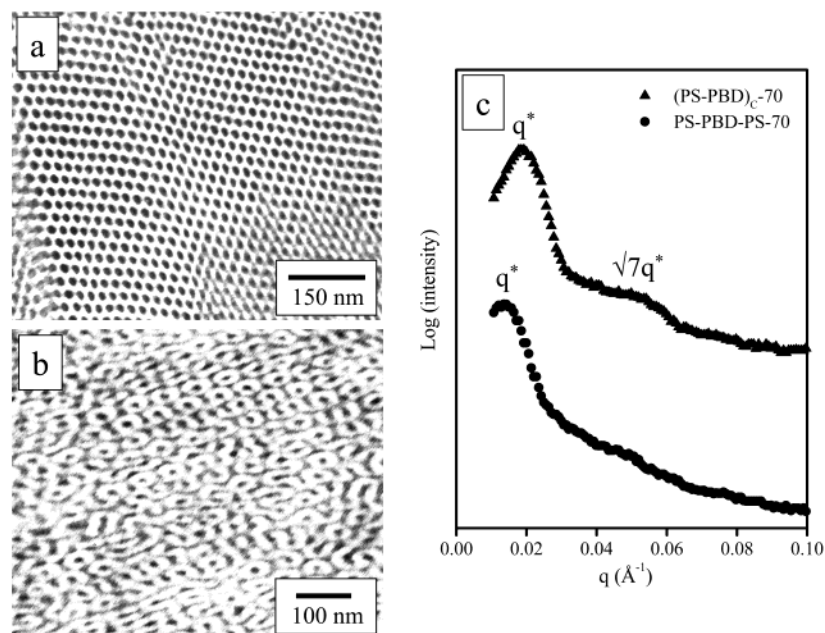 a
150 nm
b
100 nm
c
▲ (PS-PBD)c-70
● PS-PBD-PS-70
q*
√7q*
q*
Log (intensity)
0.00 0.02 0.04 0.06 0.08 0.10
q (Å-1)